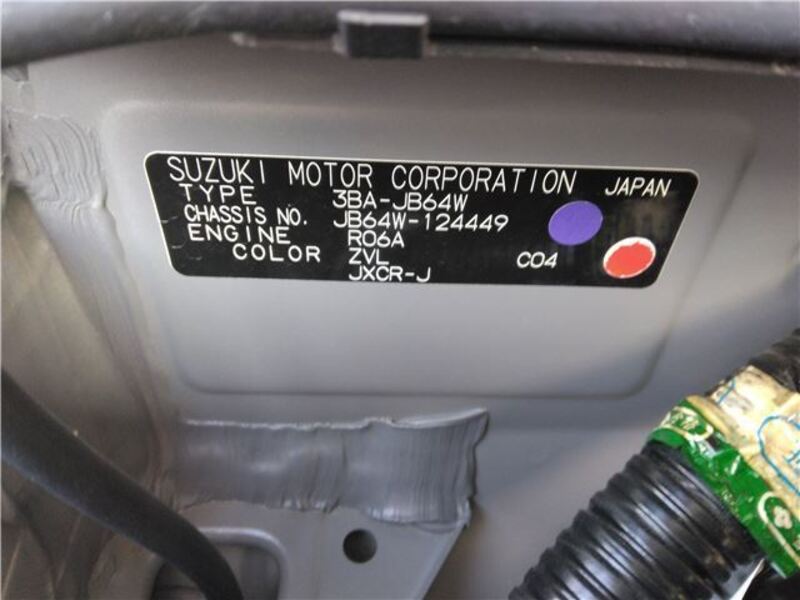 SUZUKI MOTOR CORPORATION JAPAN
TYPE 3BA-JB64W
CHASSIS NO. JB64W-124449
ENGINE R06A
COLOR ZVL C04
JXCR-J